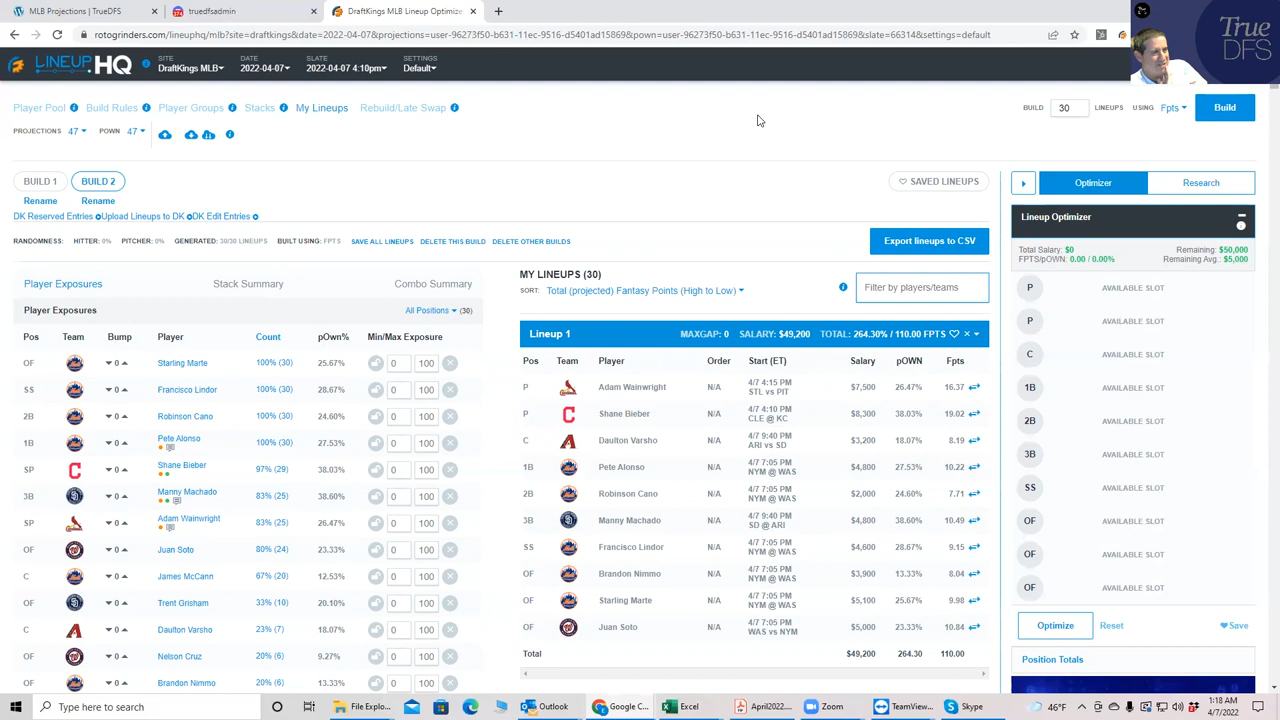 MLB Projections | TrueDFS
truedfsadmin
DraftKings MLB Lineup Optimizer
rotogrinders.com/lineuphq/mlb?site=draftkings&date=2022-04-07&projections=user-96273f50-b631-11ec-9516-d051ad15869&pown=user-96273f50-b631-11ec-9516-d051ad15869&slate=66314&settings=default
True
DFS
LINEUP.HQ
SITE
DraftKings MLB
DATE
2022-04-07
SLATE
2022-04-07 4:10pm
SETTINGS
Default
Player Pool Build Rules Player Groups Stacks My Lineups Rebuild/Late Swap
BUILD 30 LINEUPS USING Fpts Build
PROJECTIONS 47 POWN 47
BUILD 1 BUILD 2 SAVED LINEUPS
Rename Rename
DK Reserved Entries Upload Lineups to DK DK Edit Entries
RANDOMNESS: HITTER: 0% PITCHER: 0% GENERATED: 30/30 LINEUPS BUILT USING: FPTS SAVE ALL LINEUPS DELETE THIS BUILD DELETE OTHER BUILDS
Export lineups to CSV
Player Exposures Stack Summary Combo Summary
Player Exposures All Positions (30)
Pos Team Bump Player Count pOwn% Min/Max Exposure
OF 0 Starling Marte 100% (30) 25.67% 0 100
SS 0 Francisco Lindor 100% (30) 28.67% 0 100
2B 0 Robinson Cano 100% (30) 24.60% 0 100
1B 0 Pete Alonso 100% (30) 27.53% 0 100
SP 0 Shane Bieber 97% (29) 38.03% 0 100
3B 0 Manny Machado 83% (25) 38.60% 0 100
SP 0 Adam Wainwright 83% (25) 26.47% 0 100
OF 0 Juan Soto 80% (24) 23.33% 0 100
C 0 James McCann 67% (20) 12.53% 0 100
OF 0 Trent Grisham 33% (10) 20.10% 0 100
C 0 Daulton Varsho 23% (7) 18.07% 0 100
OF 0 Nelson Cruz 20% (6) 9.27% 0 100
OF 0 Brandon Nimmo 20% (6) 13.33% 0 100
MY LINEUPS (30)
SORT: Total (projected) Fantasy Points (High to Low)
Filter by players/teams
Lineup 1 MAXGAP: 0 SALARY: $49,200 TOTAL: 264.30% / 110.00 FPTS
Pos Team Player Order Start (ET) Salary pOWN Fpts
P Adam Wainwright N/A 4/7 4:15 PM STL vs PIT $7,500 26.47% 16.37
P Shane Bieber N/A 4/7 4:10 PM CLE @ KC $8,300 38.03% 19.02
C Daulton Varsho N/A 4/7 9:40 PM ARI vs SD $3,200 18.07% 8.19
1B Pete Alonso N/A 4/7 7:05 PM NYM @ WAS $4,800 27.53% 10.22
2B Robinson Cano N/A 4/7 7:05 PM NYM @ WAS $2,000 24.60% 7.71
3B Manny Machado N/A 4/7 9:40 PM SD @ ARI $4,800 38.60% 10.49
SS Francisco Lindor N/A 4/7 7:05 PM NYM @ WAS $4,600 28.67% 9.15
OF Brandon Nimmo N/A 4/7 7:05 PM NYM @ WAS $3,900 13.33% 8.04
OF Starling Marte N/A 4/7 7:05 PM NYM @ WAS $5,100 25.67% 9.98
OF Juan Soto N/A 4/7 7:05 PM WAS vs NYM $5,000 23.33% 10.84
Total $49,200 264.30 110.00
Optimizer Research
Lineup Optimizer
Total Salary: $0 Remaining: $50,000
FPTS/pOWN: 0.00 / 0.00% Remaining Avg.: $5,000
P AVAILABLE SLOT
P AVAILABLE SLOT
C AVAILABLE SLOT
1B AVAILABLE SLOT
2B AVAILABLE SLOT
3B AVAILABLE SLOT
SS AVAILABLE SLOT
OF AVAILABLE SLOT
OF AVAILABLE SLOT
OF AVAILABLE SLOT
Optimize Reset Save
Position Totals
Type here to search
File Explo... Outlook Google C... Excel April2022.... Zoom TeamView... Skype 46°F
1:18 AM
4/7/2022